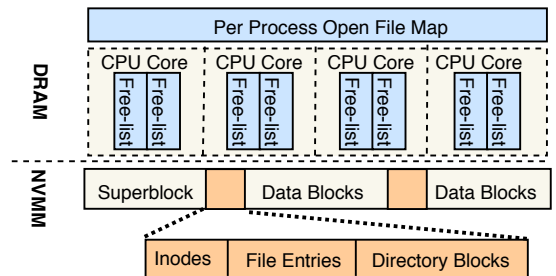 Per Process Open File Map
DRAM
CPU Core CPU Core CPU Core CPU Core
Free-list Free-list Free-list Free-list Free-list Free-list Free-list Free-list
NVMM
Superblock Data Blocks Data Blocks
Inodes File Entries Directory Blocks